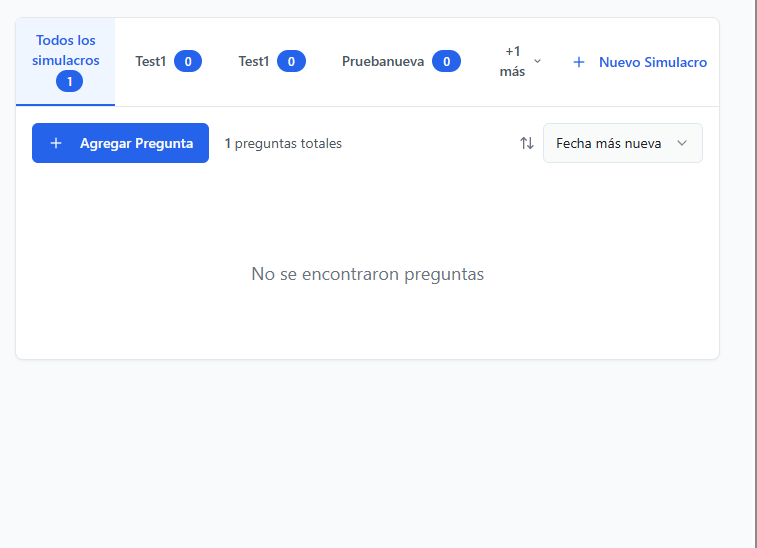 Todos los
simulacros
1
Test1 0
Test1 0
Pruebanueva 0
+1
más
+ Nuevo Simulacro
+ Agregar Pregunta
1 preguntas totales
Fecha más nueva
No se encontraron preguntas